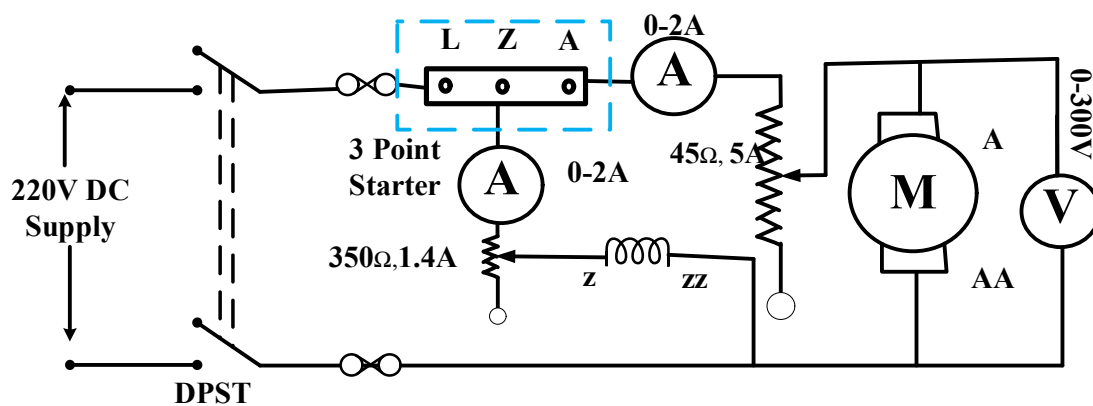 0-2A
L Z A
A
0-300V
3 Point
Starter
A
0-2A
45Ω, 5A
A
M
V
220V DC
Supply
350Ω,1.4A
z
zz
AA
DPST